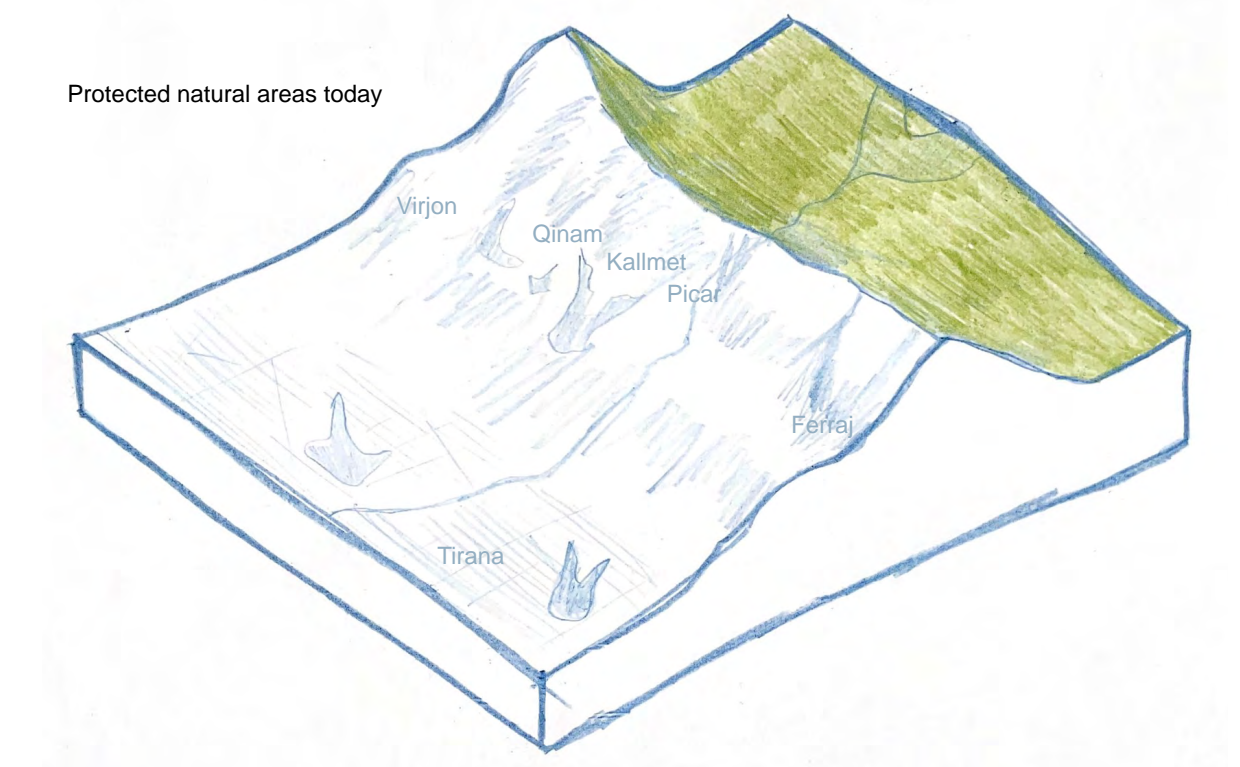 Protected natural areas today
Virjon
Qinam
Kallmet
Picar
Ferraj
Tirana